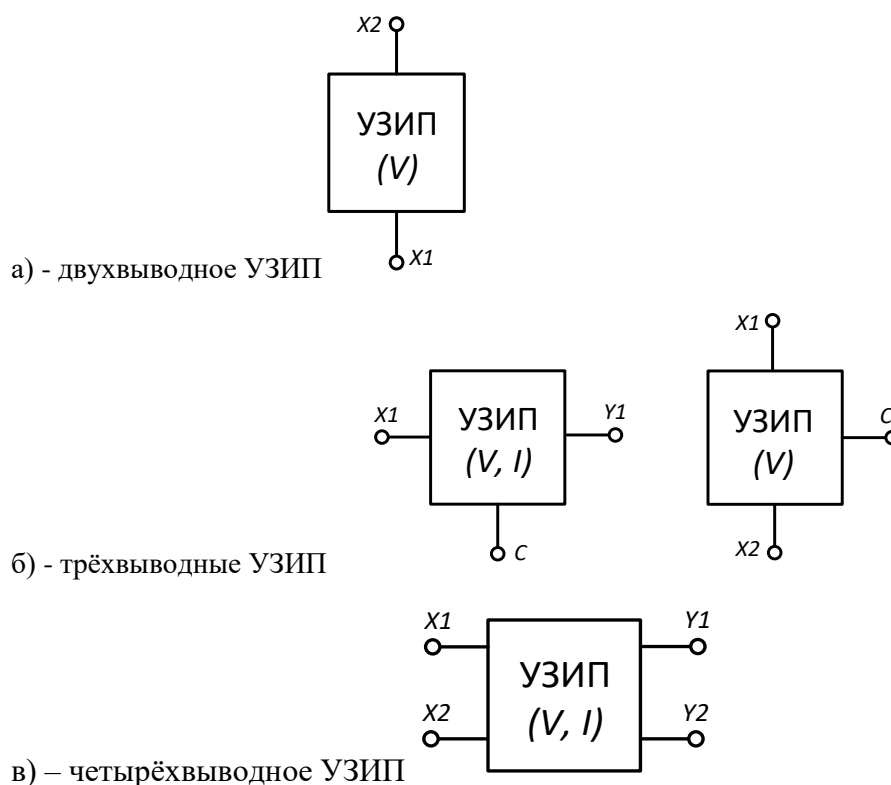 X2
УЗИП
(V)
X1
а) - двухвыводное УЗИП
X1
X1 УЗИП Y1 УЗИП C
(V, I) (V)
C X2
б) - трёхвыводные УЗИП
X1 Y1
УЗИП
X2 (V, I) Y2
в) – четырёхвыводное УЗИП